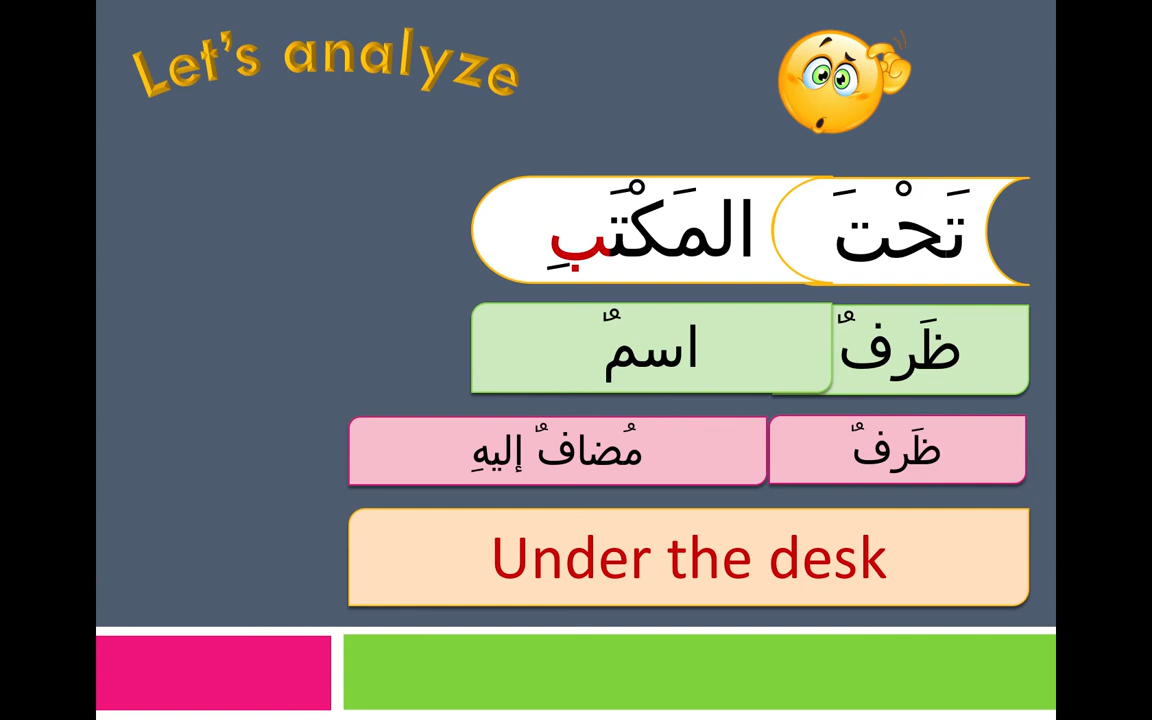 Let's analyze
تَحْتَ المَكْتَبِ
ظَرفٌ اسمٌ
ظَرفٌ مُضافٌ إليهِ
Under the desk